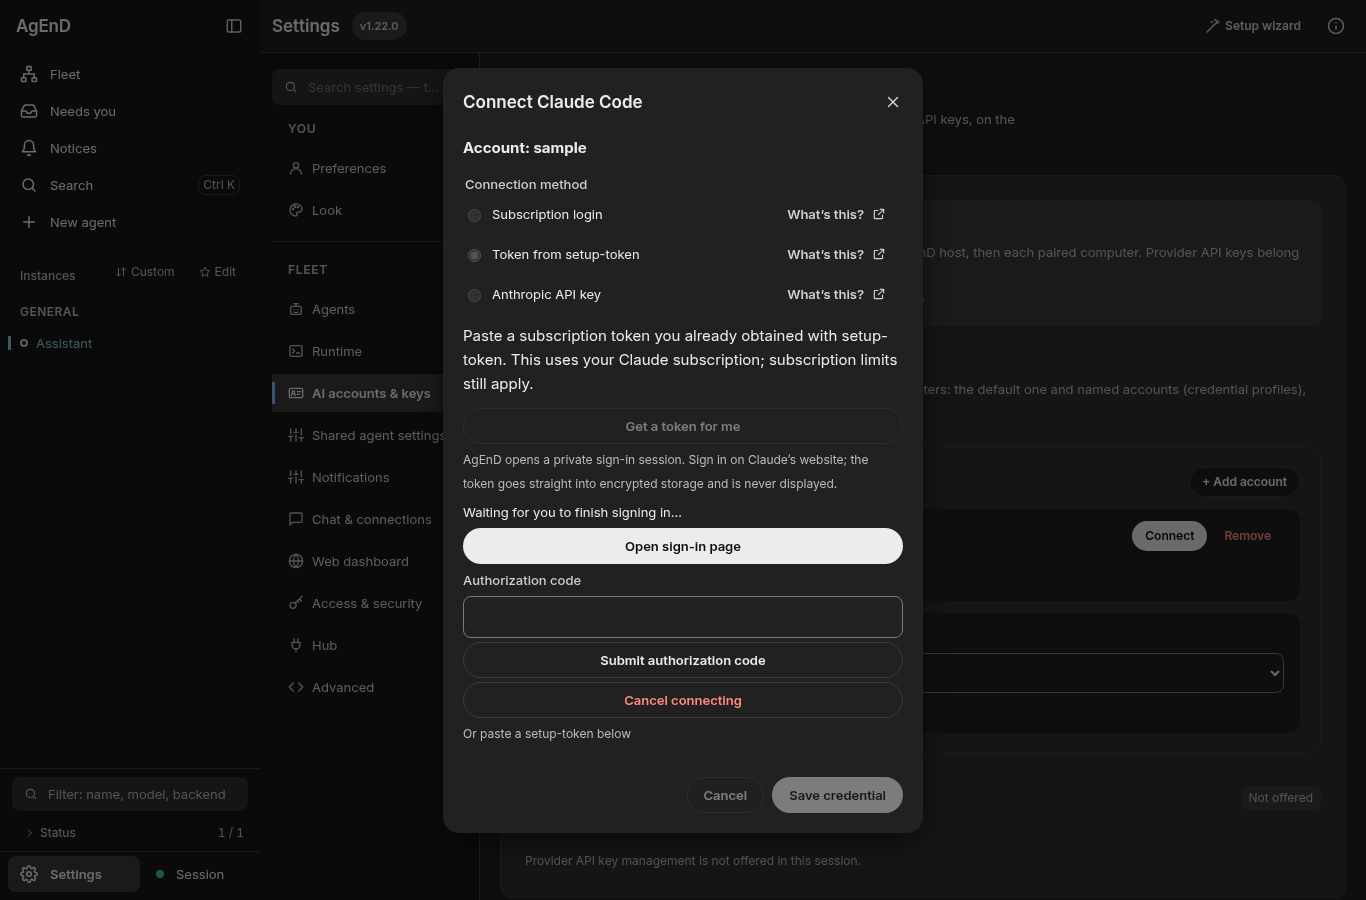 AgEnD
Fleet
Needs you
Notices
Search
Ctrl K
New agent
Instances
Custom
Edit
GENERAL
Assistant
Filter: name, model, backend
Status
1 / 1
Settings
Session
Settings
v1.22.0
Setup wizard
Search settings — t...
YOU
Preferences
Look
FLEET
Agents
Runtime
AI accounts & keys
Shared agent settings
Notifications
Chat & connections
Web dashboard
Access & security
Hub
Advanced
API keys, on the
host, then each paired computer. Provider API keys belong
the default one and named accounts (credential profiles),
+ Add account
Connect
Remove
Not offered
Provider API key management is not offered in this session.
Connect Claude Code
Account: sample
Connection method
Subscription login
What's this?
Token from setup-token
What's this?
Anthropic API key
What's this?
Paste a subscription token you already obtained with setup-
token. This uses your Claude subscription; subscription limits
still apply.
Get a token for me
AgEnD opens a private sign-in session. Sign in on Claude's website; the
token goes straight into encrypted storage and is never displayed.
Waiting for you to finish signing in...
Open sign-in page
Authorization code
Submit authorization code
Cancel connecting
Or paste a setup-token below
Cancel
Save credential